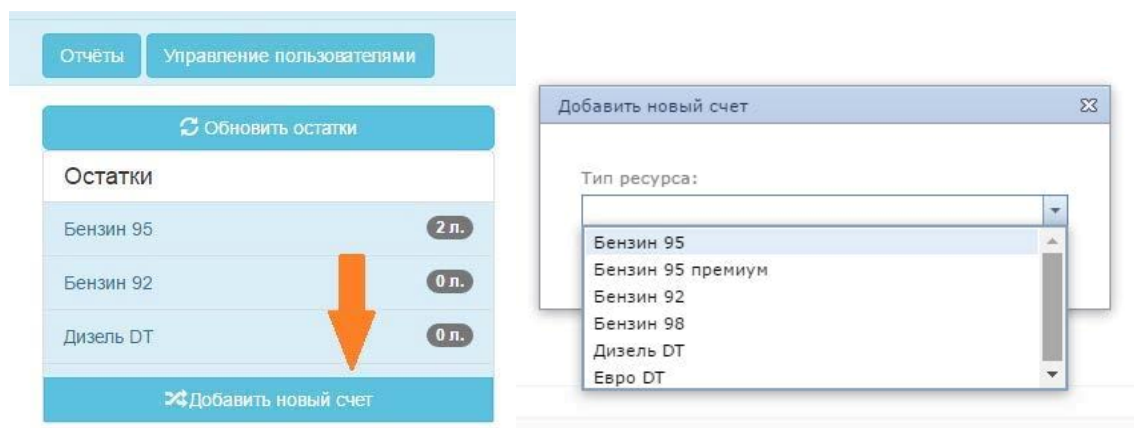 Отчёты
Управление пользователями
Обновить остатки
Остатки
Бензин 95 2 л.
Бензин 92 0 л.
Дизель DT 0 л.
Добавить новый счет
Добавить новый счет
Тип ресурса:
Бензин 95
Бензин 95 премиум
Бензин 92
Бензин 98
Дизель DT
Евро DT